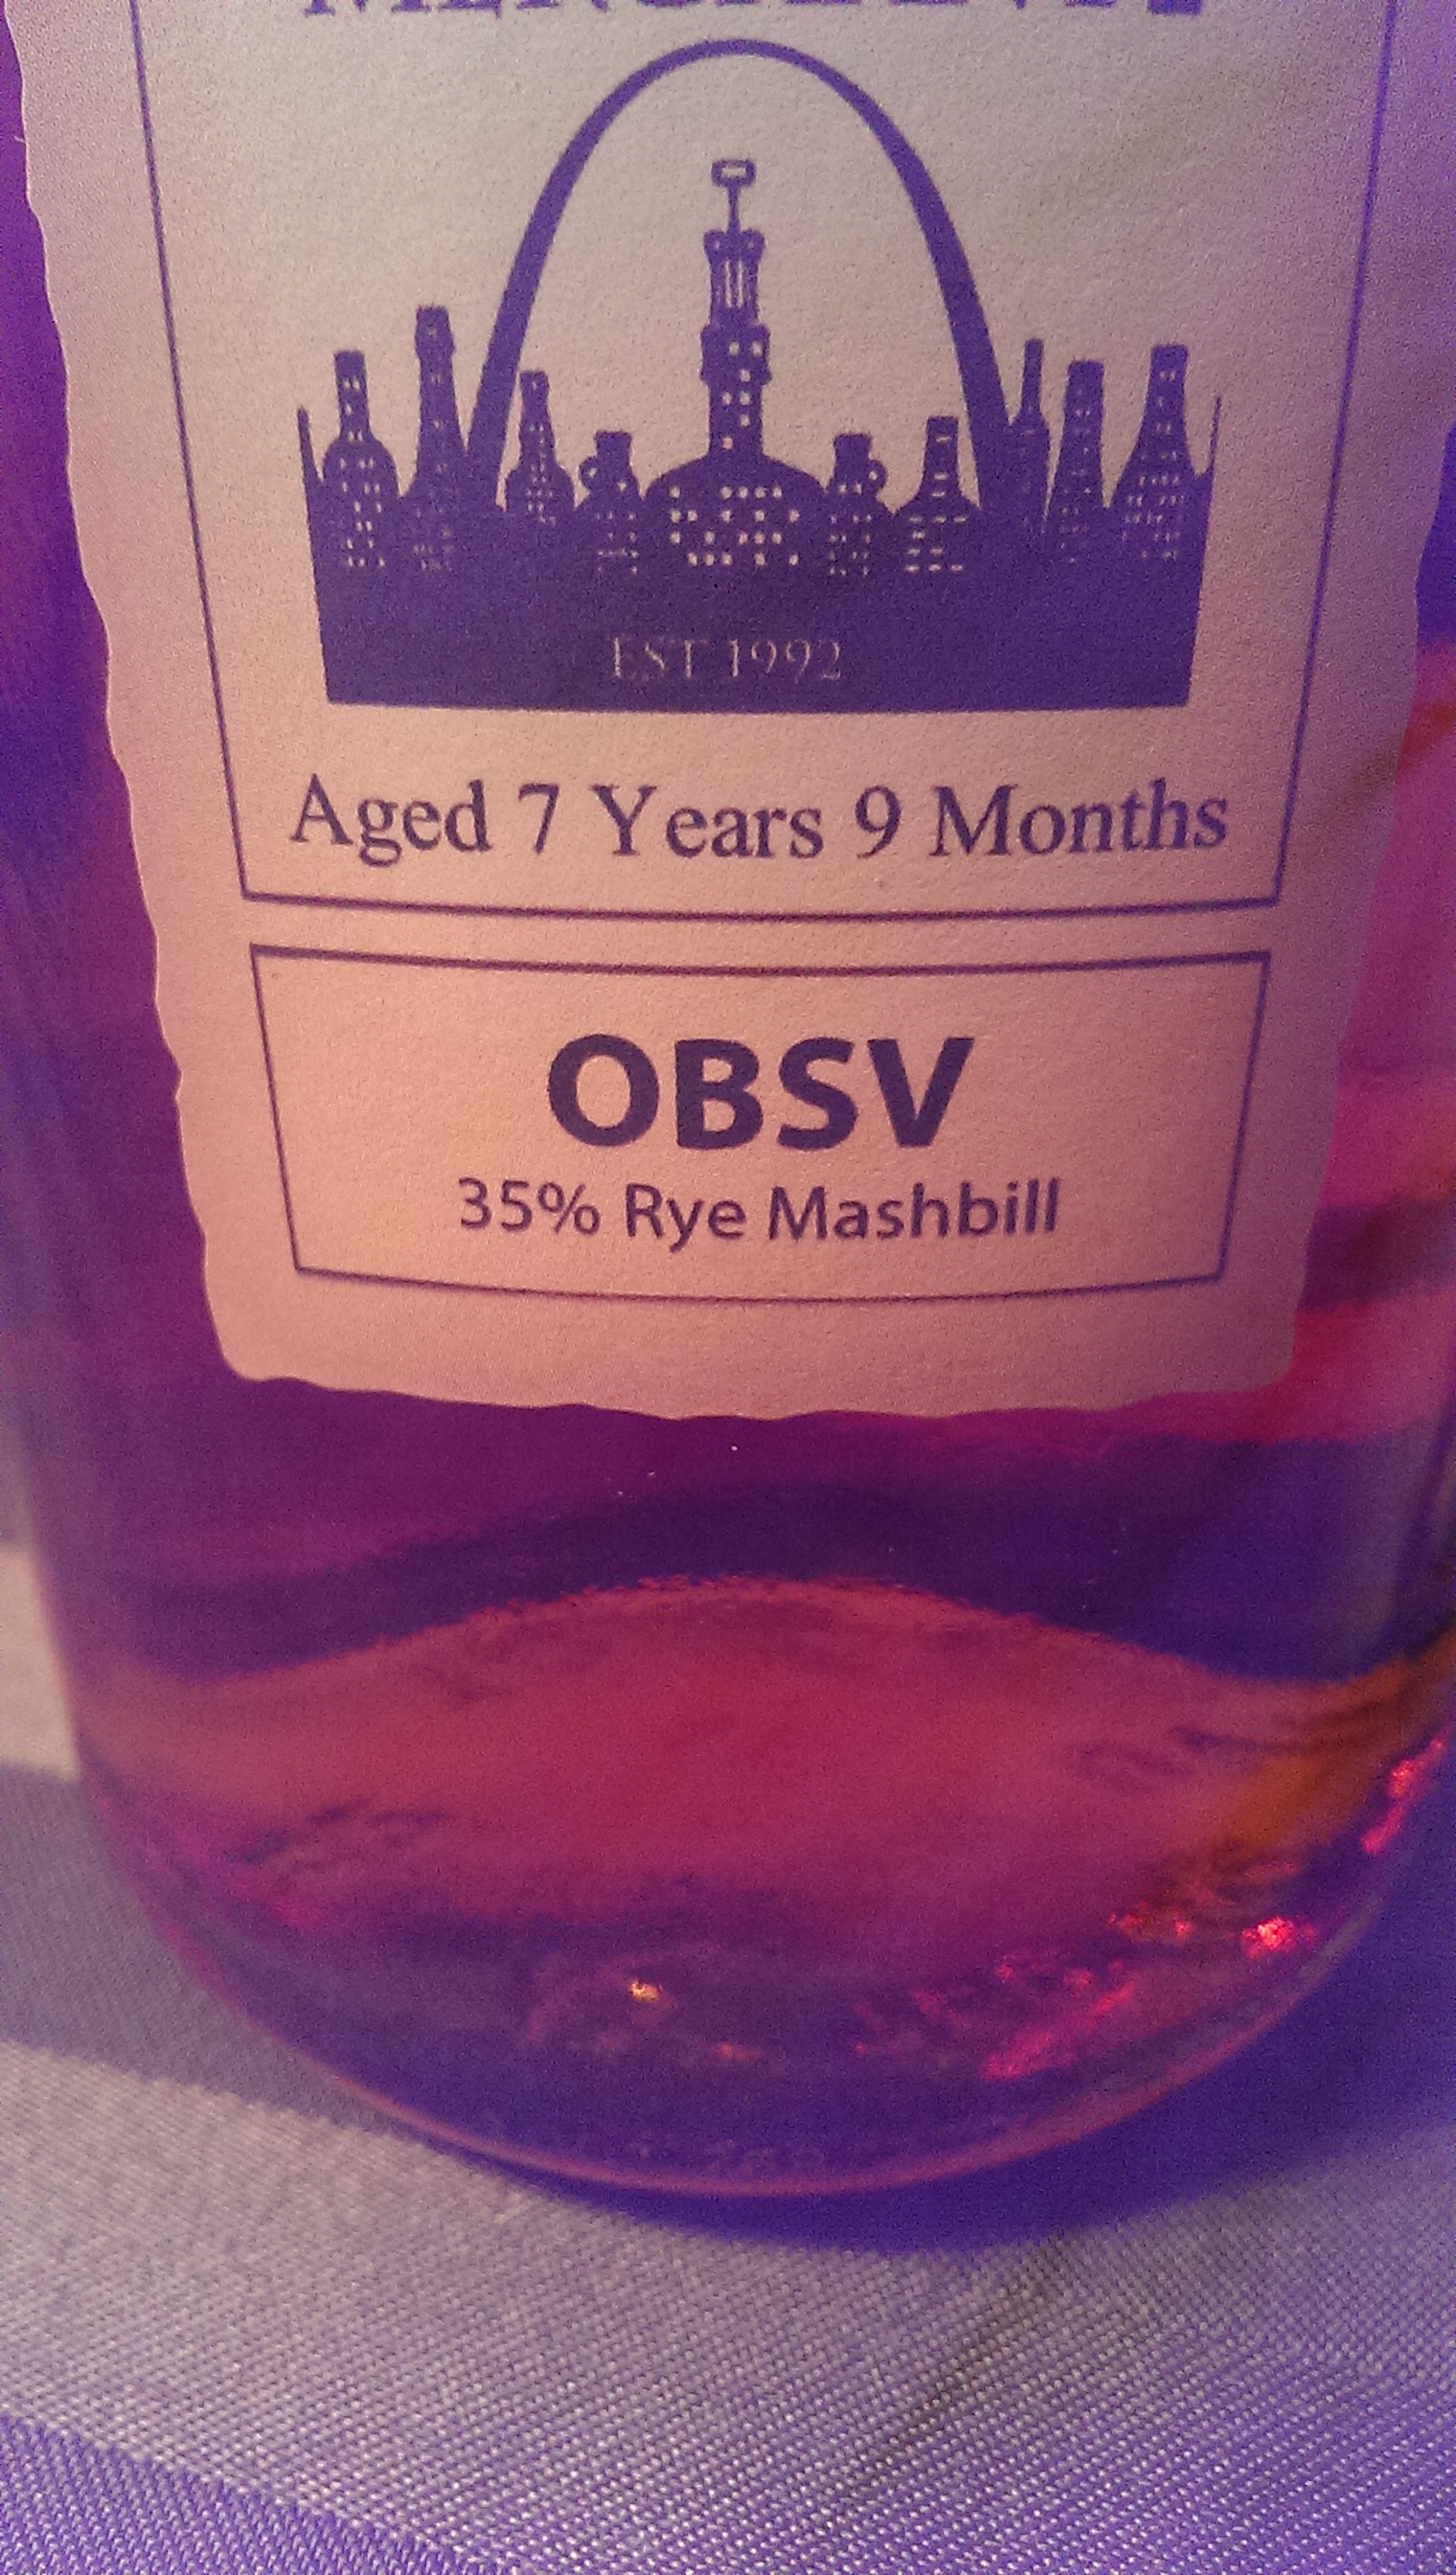 EST 1992
Aged 7 Years 9 Months
OBSV
35% Rye Mashbill